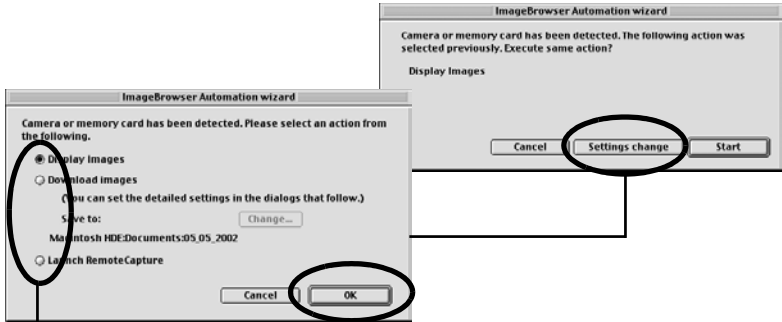 ImageBrowser Automation wizard
Camera or memory card has been detected. The following action was
selected previously. Execute same action?
Display Images
Cancel
Settings change
Start
ImageBrowser Automation wizard
Camera or memory card has been detected. Please select an action from
the following.
Display Images
Download images
(You can set the detailed settings in the dialogs that follow.)
Save to:
Change...
Macintosh HDE:Documents:05_05_2002
Launch RemoteCapture
Cancel
OK